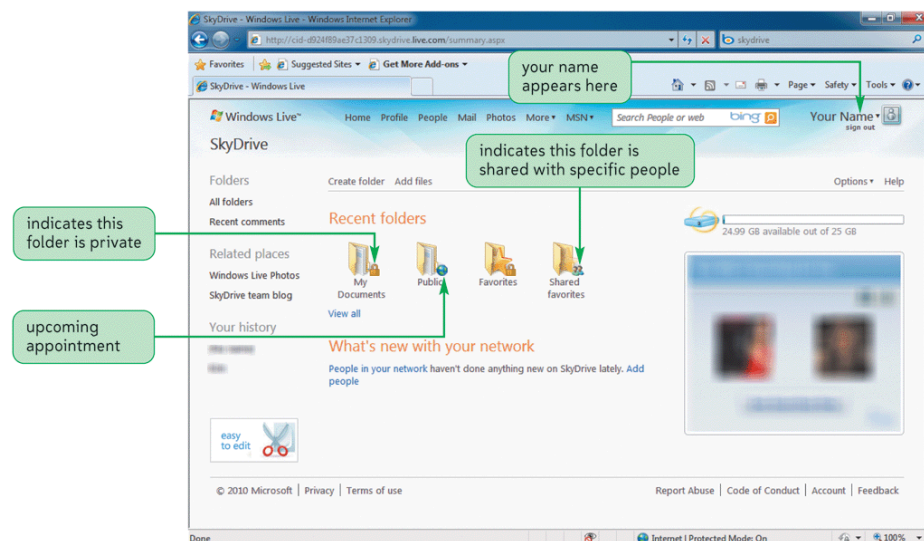 SkyDrive - Windows Live - Windows Internet Explorer
http://cid-d924f89ae37c1309.skydrive.live.com/summary.aspx
skydrive
Favorites Suggested Sites Get More Add-ons
SkyDrive - Windows Live
Page Safety Tools
your name
appears here
Windows Live™ Home Profile People Mail Photos More MSN Search People or web bing Your Name
sign out
SkyDrive
indicates this folder is
shared with specific people
Folders
Create folder Add files Options Help
All folders
Recent comments
Recent folders
24.99 GB available out of 25 GB
indicates this
folder is private
Related places
Windows Live Photos
SkyDrive team blog
My
Documents
Public
Favorites
Shared
favorites
View all
upcoming
appointment
Your history
What's new with your network
People in your network haven't done anything new on SkyDrive lately. Add
people
easy
to edit
© 2010 Microsoft | Privacy | Terms of use Report Abuse | Code of Conduct | Account | Feedback
Done Internet | Protected Mode: On 100%